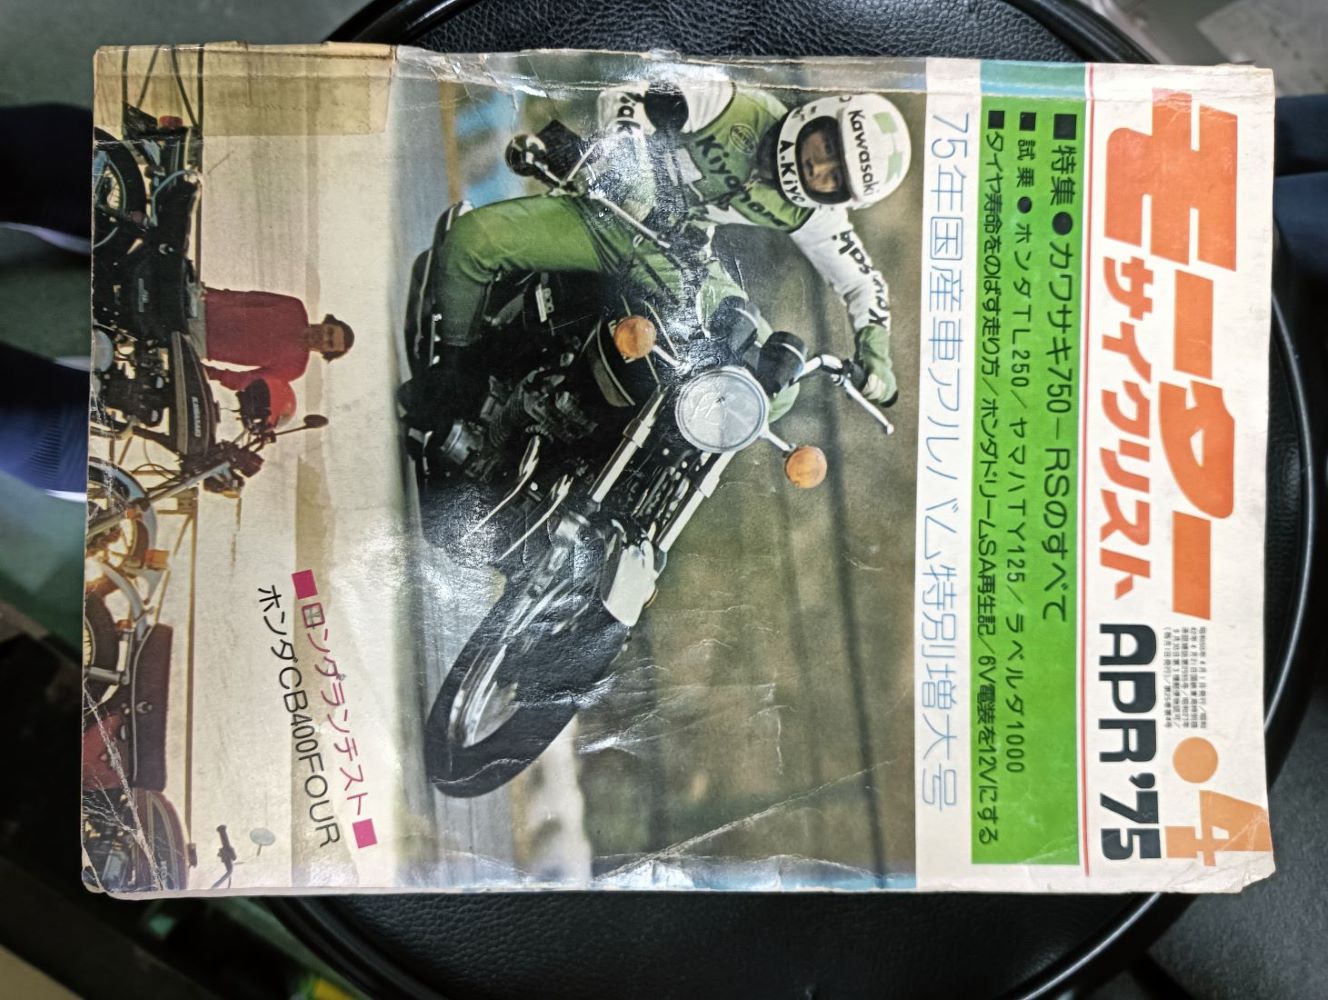 モーター
サイクリスト
APR'75
●4
■特集●カワサキ750-RSのすべて
■試乗●ホンダTL250／ヤマハTY125／ラベルダ1000
■タイヤ寿命をのばす走り方／ホンダドリームSA再生記／6V電装を12Vにする
75年国産車アルバム特別増大号
Kawasaki
A.Kiyo
Kiyohara
■ロングランテスト■
ホンダCB400FOUR